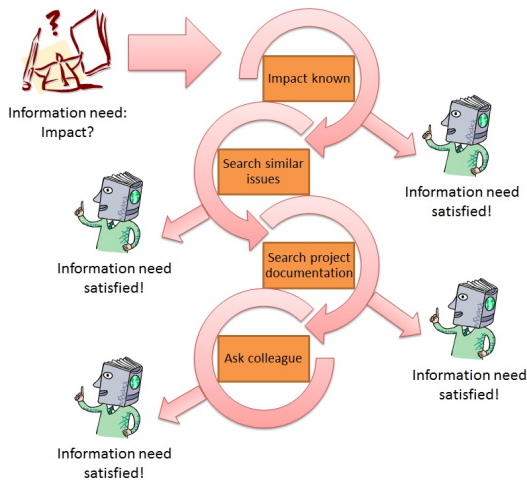 Information need:
Impact?
Impact known
Information need
satisfied!
Search similar
issues
Information need
satisfied!
Search project
documentation
Information need
satisfied!
Ask colleague
Information need
satisfied!